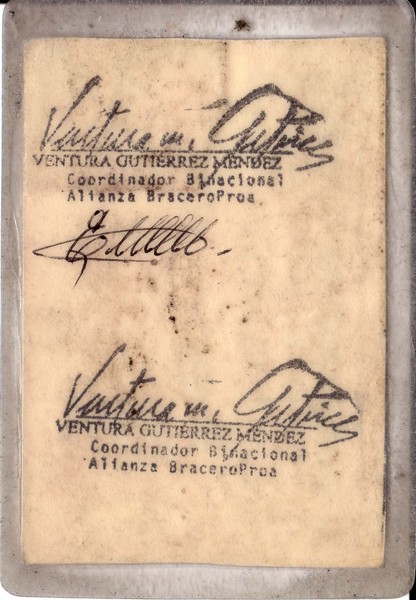 Ventura m. Gutiérrez
VENTURA GUTIERREZ MENDEZ
Coordinador Binacional
Alianza BraceroProa
Ventura m. Gutiérrez
VENTURA GUTIERREZ MENDEZ
Coordinador Binacional
Alianza BraceroProa